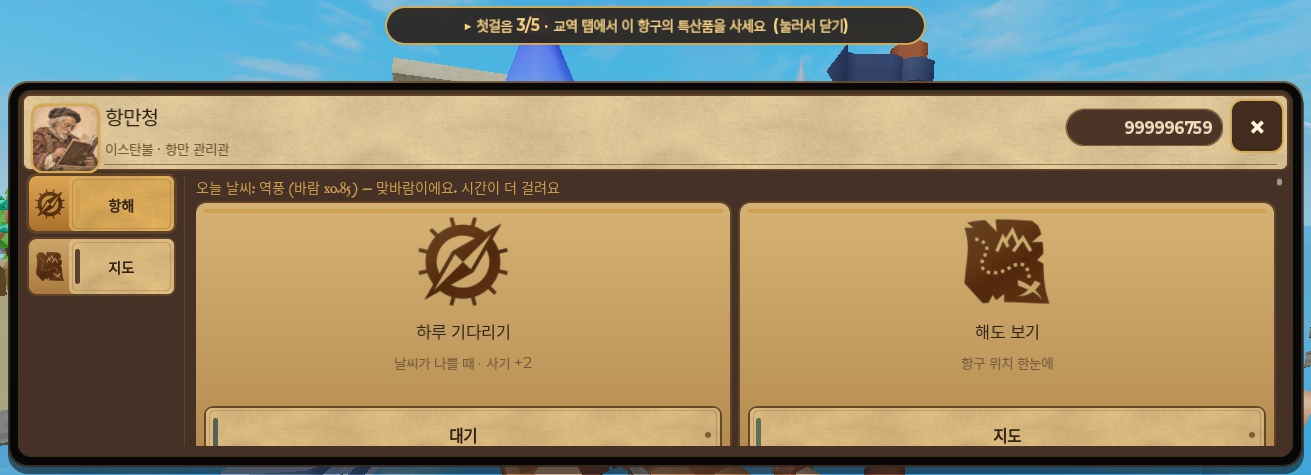 ▸ 첫걸음 3/5 · 교역 탭에서 이 항구의 특산품을 사세요 (눌러서 닫기)
항만청
이스탄불 · 항만 관리관
999996759
×
항해
지도
오늘 날씨: 역풍 (바람 x0.85) — 맞바람이에요. 시간이 더 걸려요
하루 기다리기
날씨가 나쁠 때 · 사기 +2
대기
해도 보기
항구 위치 한눈에
지도